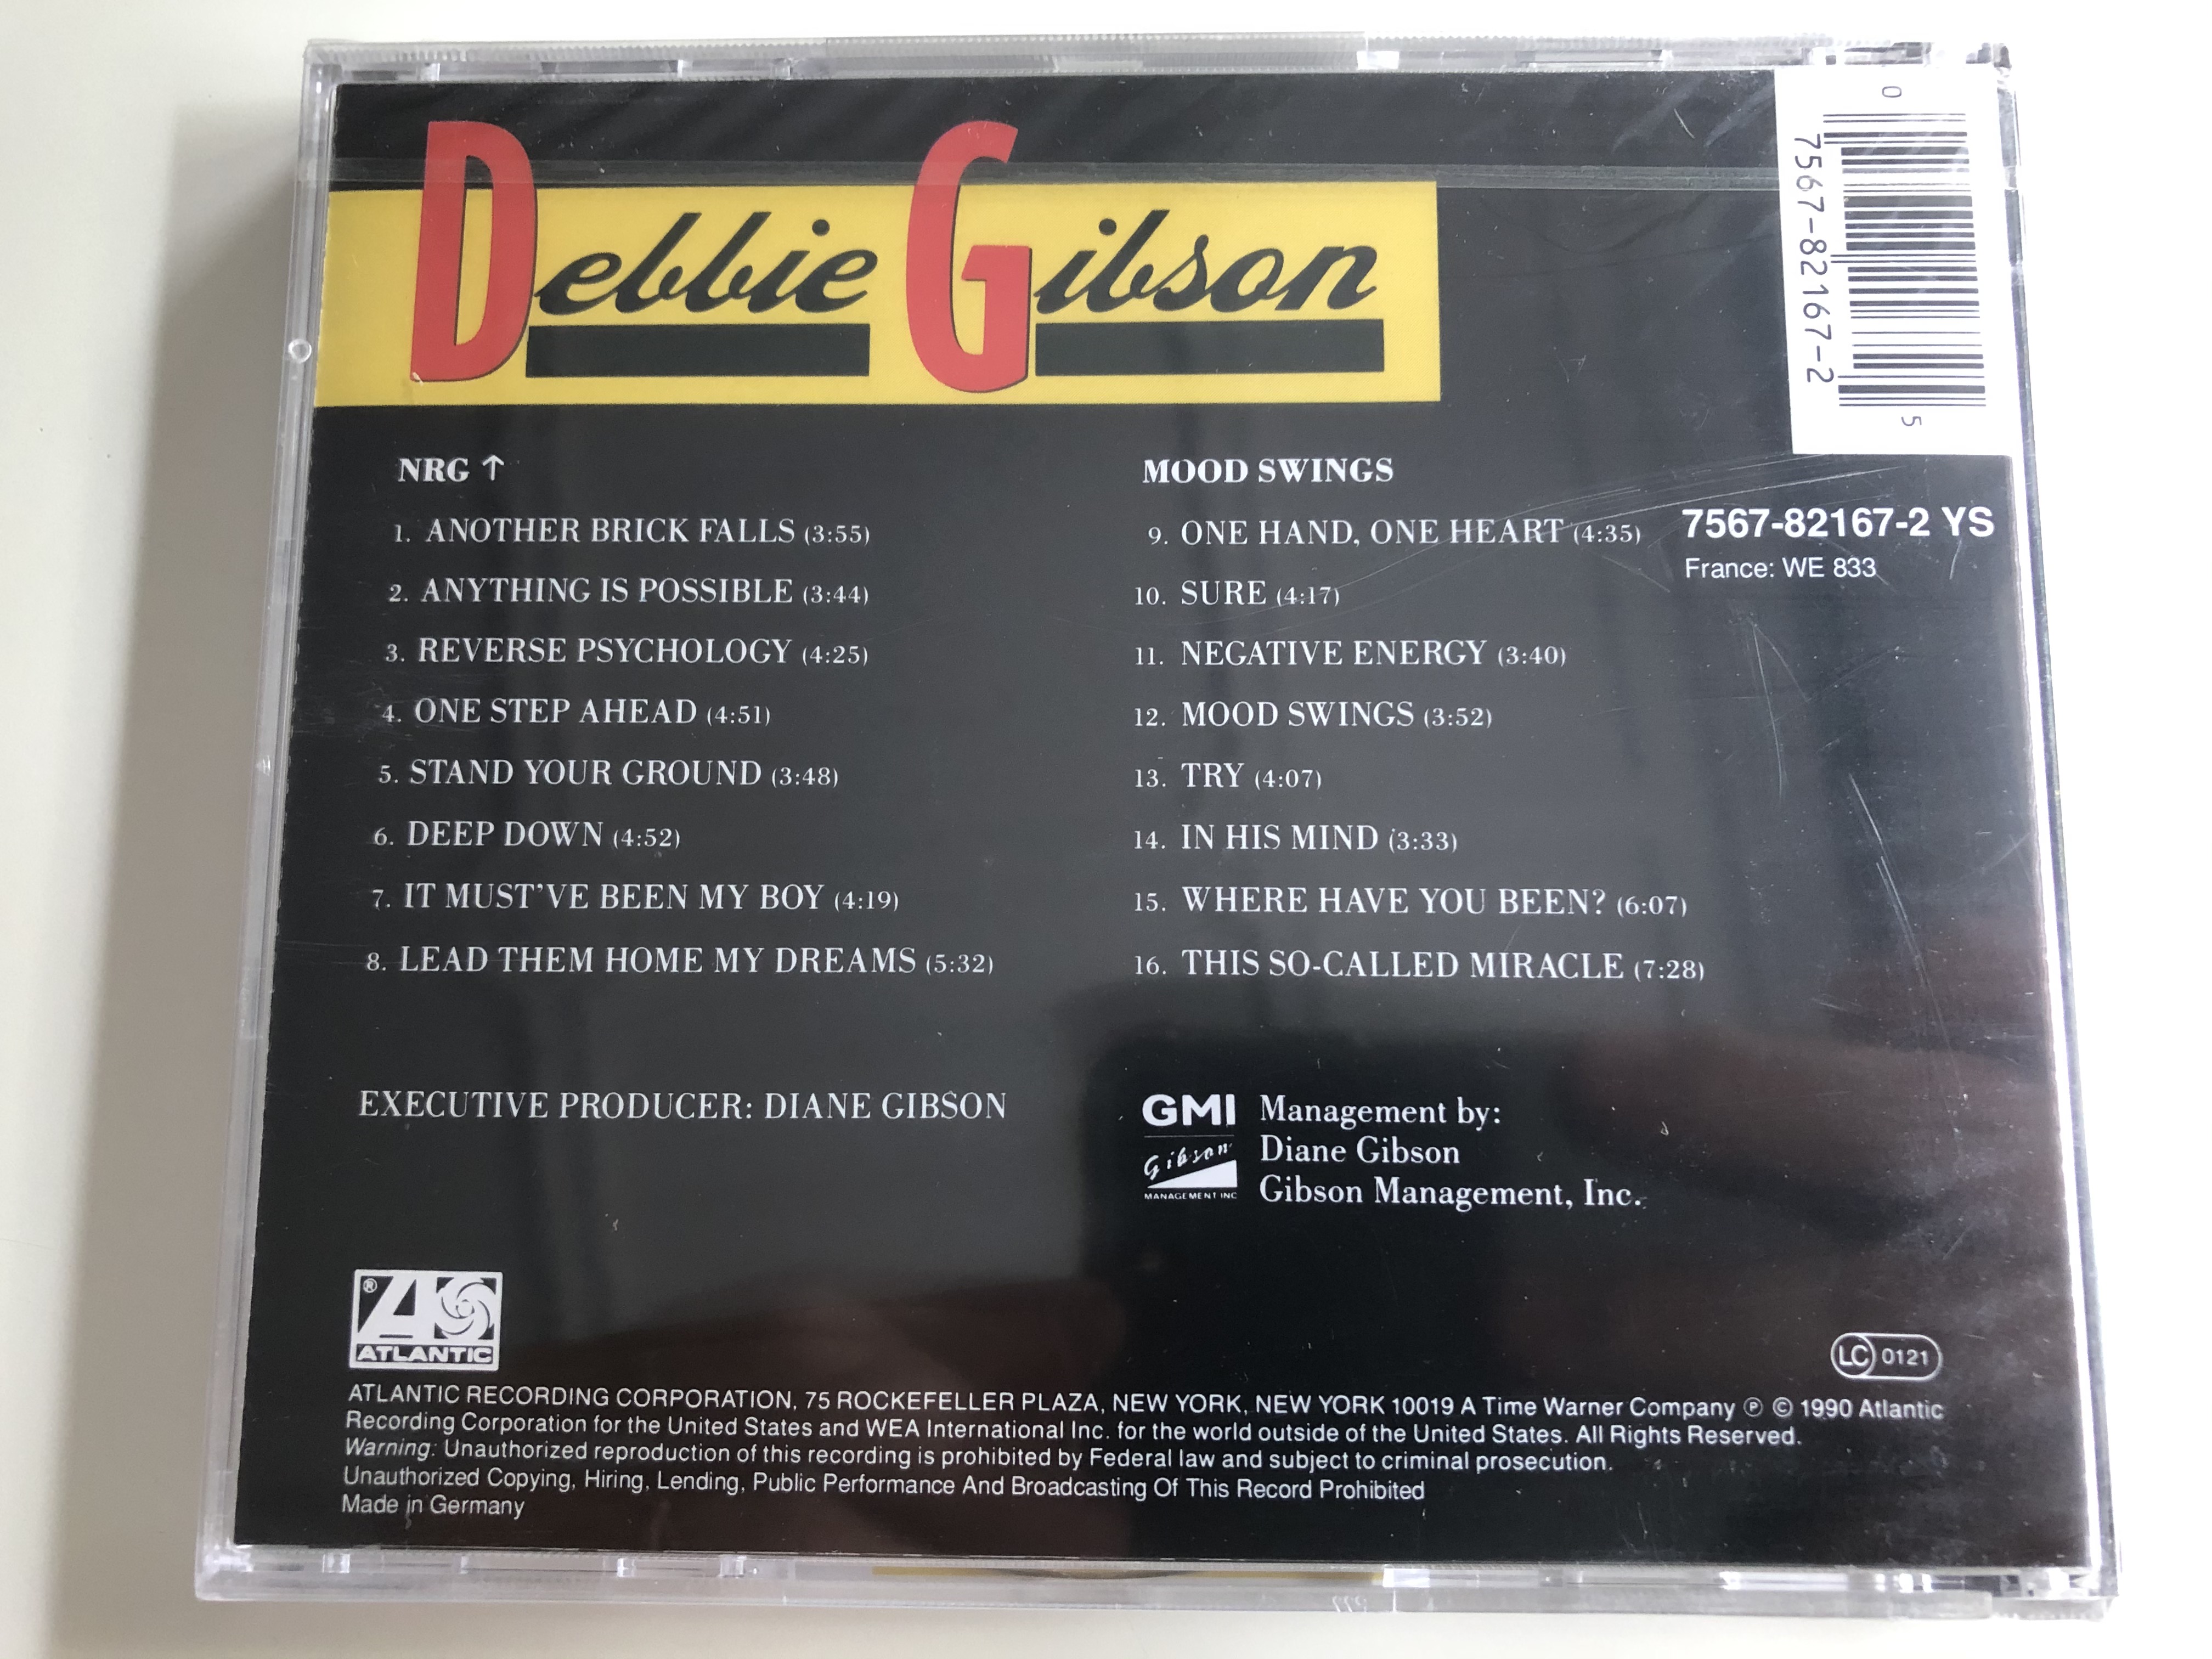 Debbie Gibson
0
7567-82167-2
5
NRG ↑
1. ANOTHER BRICK FALLS (3:55)
2. ANYTHING IS POSSIBLE (3:44)
3. REVERSE PSYCHOLOGY (4:25)
4. ONE STEP AHEAD (4:51)
5. STAND YOUR GROUND (3:48)
6. DEEP DOWN (4:52)
7. IT MUST'VE BEEN MY BOY (4:19)
8. LEAD THEM HOME MY DREAMS (5:32)
MOOD SWINGS
9. ONE HAND, ONE HEART (4:35)
10. SURE (4:17)
11. NEGATIVE ENERGY (3:40)
12. MOOD SWINGS (3:52)
13. TRY (4:07)
14. IN HIS MIND (3:33)
15. WHERE HAVE YOU BEEN? (6:07)
16. THIS SO-CALLED MIRACLE (7:28)
7567-82167-2 YS
France: WE 833
EXECUTIVE PRODUCER: DIANE GIBSON
GMI
Gibson
MANAGEMENT INC
Management by:
Diane Gibson
Gibson Management, Inc.
®
ATLANTIC
LC 0121
ATLANTIC RECORDING CORPORATION, 75 ROCKEFELLER PLAZA, NEW YORK, NEW YORK 10019 A Time Warner Company ℗ © 1990 Atlantic
Recording Corporation for the United States and WEA International Inc. for the world outside of the United States. All Rights Reserved.
Warning: Unauthorized reproduction of this recording is prohibited by Federal law and subject to criminal prosecution.
Unauthorized Copying, Hiring, Lending, Public Performance And Broadcasting Of This Record Prohibited
Made in Germany